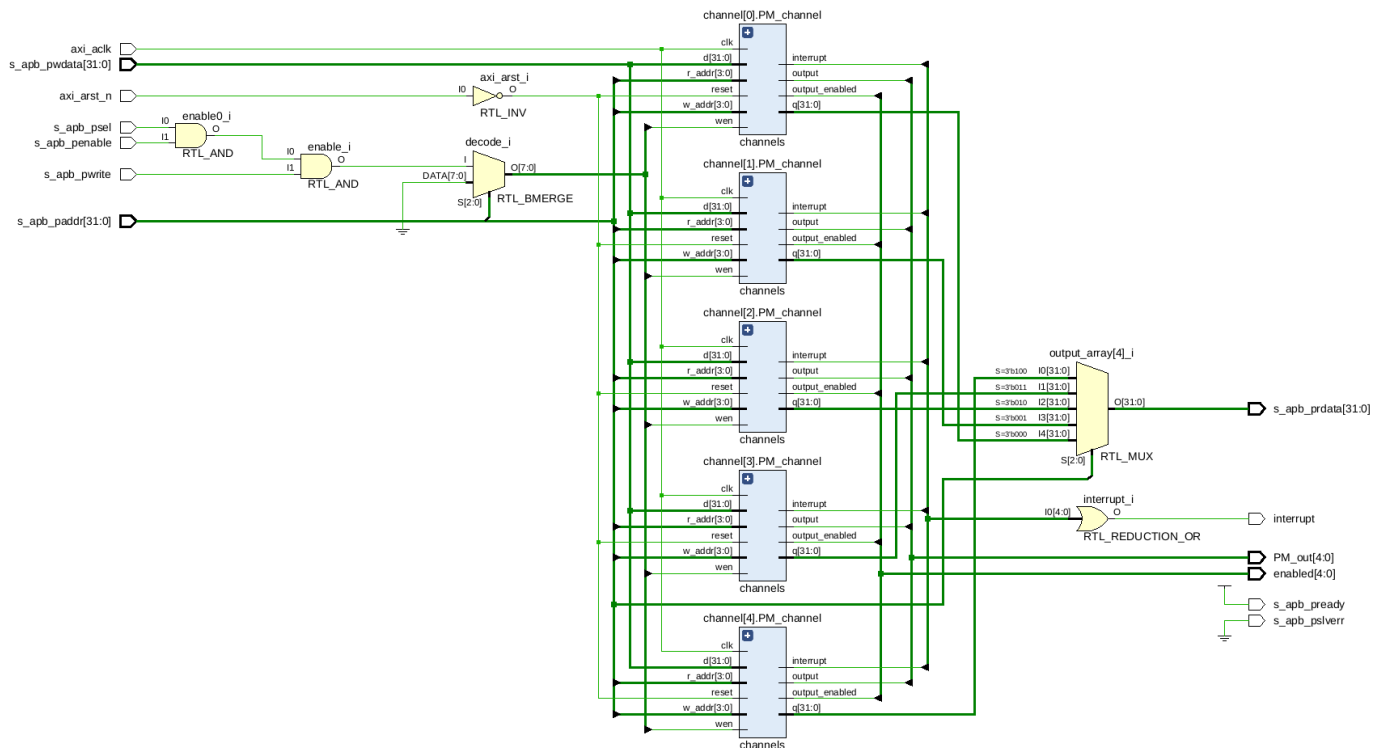 axi_aclk
s_apb_pwdata[31:0]
axi_arst_n
s_apb_psel
s_apb_penable
s_apb_pwrite
s_apb_paddr[31:0]
enable0_i
I0
I1
O
RTL_AND
enable_i
I0
I1
O
RTL_AND
axi_arst_i
I0
O
RTL_INV
decode_i
I
DATA[7:0]
S[2:0]
O[7:0]
RTL_BMERGE
channel[0].PM_channel
clk
d[31:0]
r_addr[3:0]
reset
w_addr[3:0]
wen
interrupt
output
output_enabled
q[31:0]
channels
channel[1].PM_channel
clk
d[31:0]
r_addr[3:0]
reset
w_addr[3:0]
wen
interrupt
output
output_enabled
q[31:0]
channels
channel[2].PM_channel
clk
d[31:0]
r_addr[3:0]
reset
w_addr[3:0]
wen
interrupt
output
output_enabled
q[31:0]
channels
channel[3].PM_channel
clk
d[31:0]
r_addr[3:0]
reset
w_addr[3:0]
wen
interrupt
output
output_enabled
q[31:0]
channels
channel[4].PM_channel
clk
d[31:0]
r_addr[3:0]
reset
w_addr[3:0]
wen
interrupt
output
output_enabled
q[31:0]
channels
output_array[4]_i
S=3'b100 I0[31:0]
S=3'b011 I1[31:0]
S=3'b010 I2[31:0]
S=3'b001 I3[31:0]
S=3'b000 I4[31:0]
S[2:0]
O[31:0]
RTL_MUX
interrupt_i
I0[4:0]
O
RTL_REDUCTION_OR
s_apb_prdata[31:0]
interrupt
PM_out[4:0]
enabled[4:0]
s_apb_pready
s_apb_pslverr